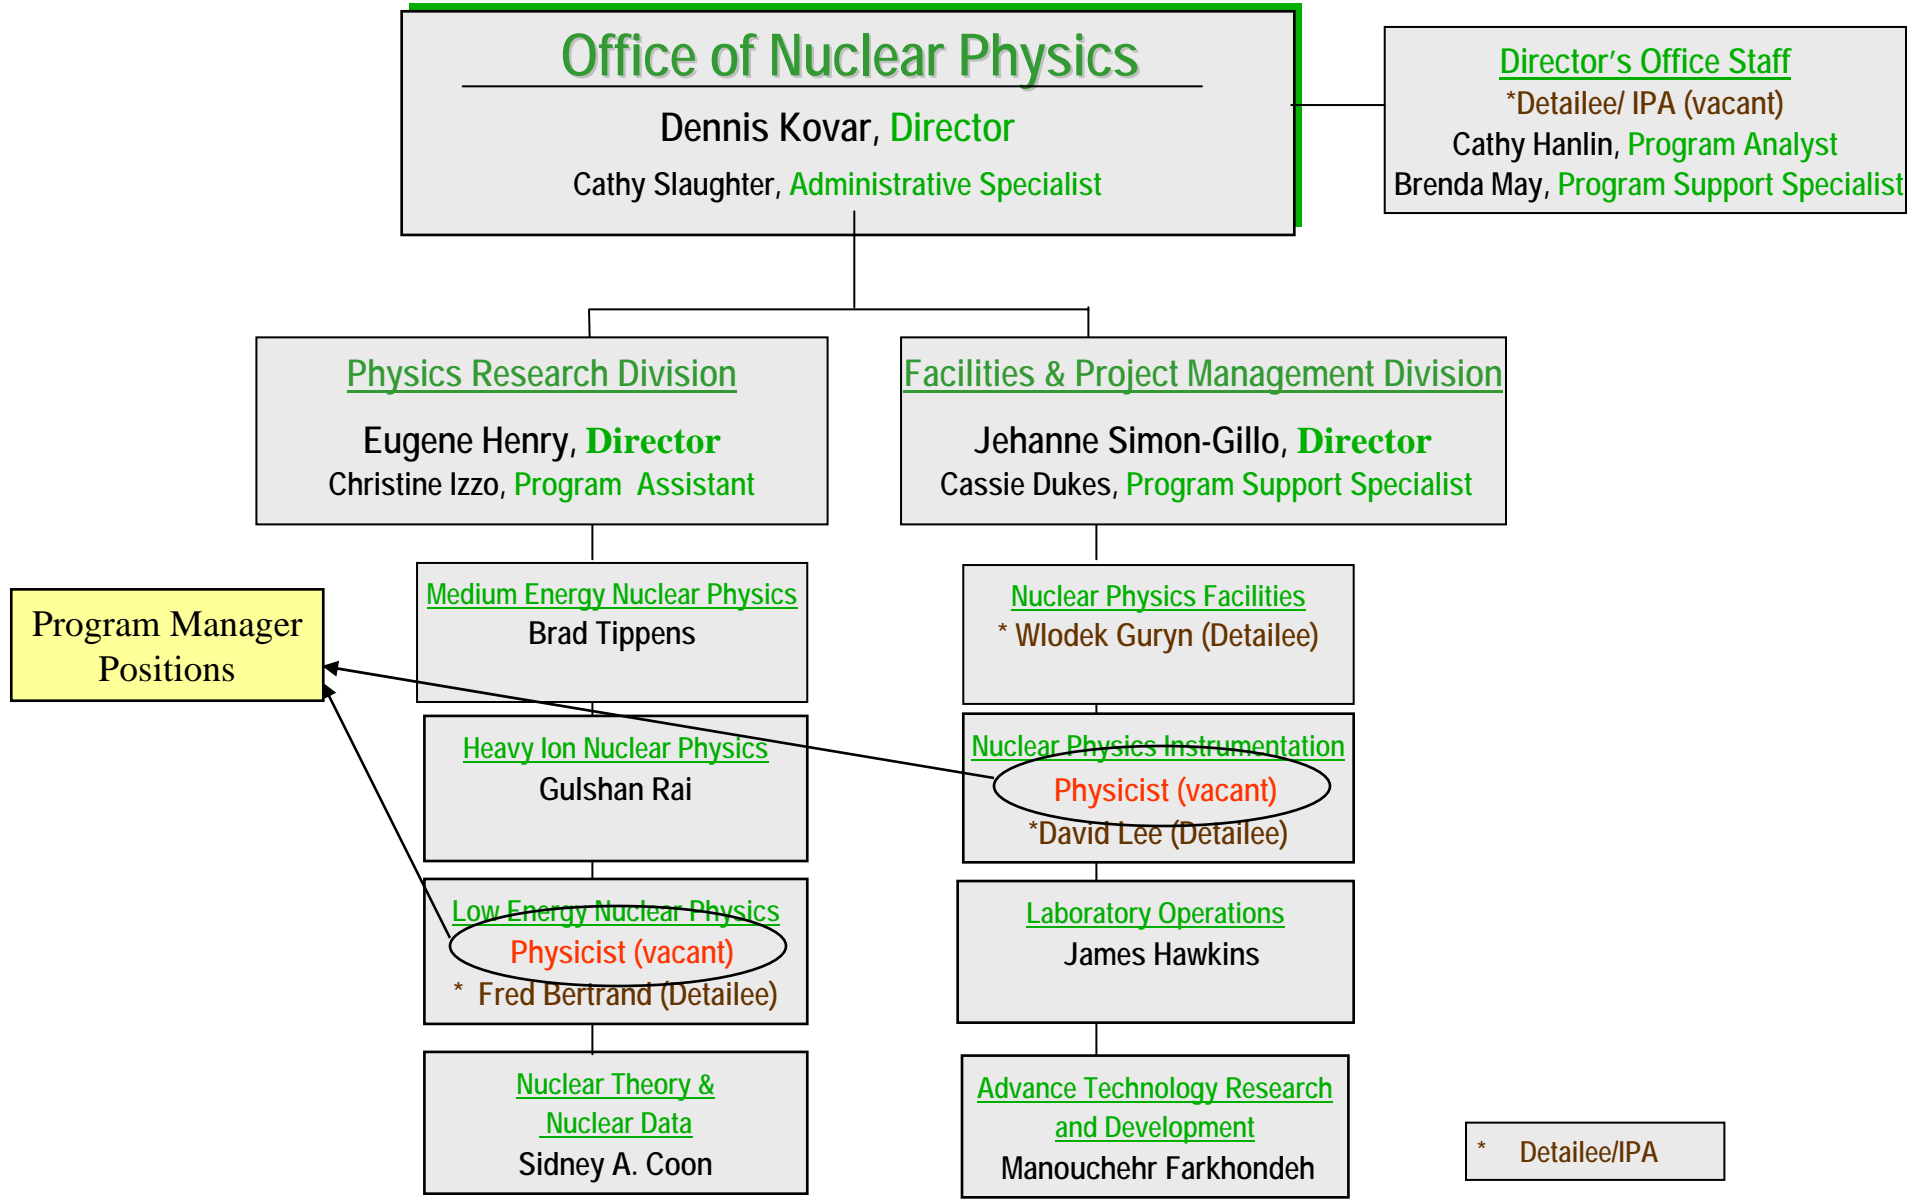 Office of Nuclear Physics
Dennis Kovar, Director
Cathy Slaughter, Administrative Specialist
Director's Office Staff
*Detailee/ IPA (vacant)
Cathy Hanlin, Program Analyst
Brenda May, Program Support Specialist
Physics Research Division
Eugene Henry, Director
Christine Izzo, Program Assistant
Facilities & Project Management Division
Jehanne Simon-Gillo, Director
Cassie Dukes, Program Support Specialist
Program Manager
Positions
Medium Energy Nuclear Physics
Brad Tippens
Heavy Ion Nuclear Physics
Gulshan Rai
Low Energy Nuclear Physics
Physicist (vacant)
* Fred Bertrand (Detailee)
Nuclear Theory &
Nuclear Data
Sidney A. Coon
Nuclear Physics Facilities
* Wlodek Guryn (Detailee)
Nuclear Physics Instrumentation
Physicist (vacant)
*David Lee (Detailee)
Laboratory Operations
James Hawkins
Advance Technology Research
and Development
Manouchehr Farkhondeh
* Detailee/IPA